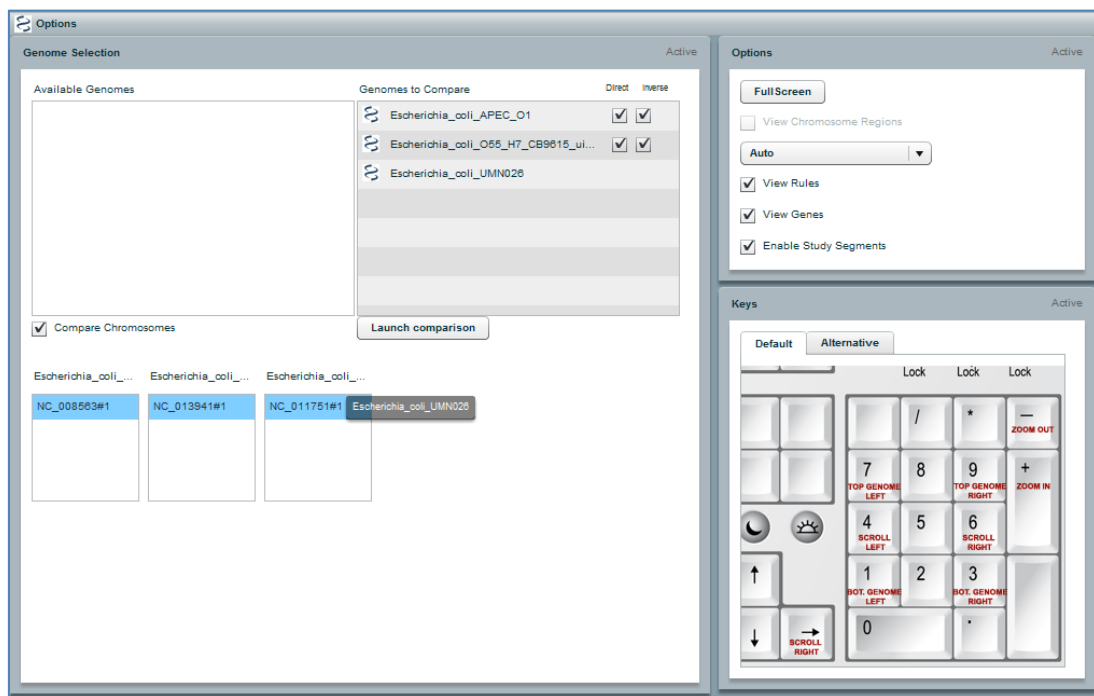 Options
Genome Selection
Active
Available Genomes
Genomes to Compare
Direct
Inverse
Escherichia_coli_APEC_O1
Escherichia_coli_O55_H7_CB9615_ui...
Escherichia_coli_UMN026
Compare Chromosomes
Launch comparison
Escherichia_coli_...
Escherichia_coli_...
Escherichia_coli_...
NC_008563#1
NC_013941#1
NC_011751#1
Escherichia_coli_UMN026
Options
Active
FullScreen
View Chromosome Regions
Auto
View Rules
View Genes
Enable Study Segments
Keys
Active
Default
Alternative
Lock
Lock
Lock
/
*
—
ZOOM OUT
7
TOP GENOME
LEFT
8
9
TOP GENOME
RIGHT
+
ZOOM IN
4
SCROLL
LEFT
5
6
SCROLL
RIGHT
1
BOT. GENOME
LEFT
2
3
BOT. GENOME
RIGHT
SCROLL
RIGHT
0
.